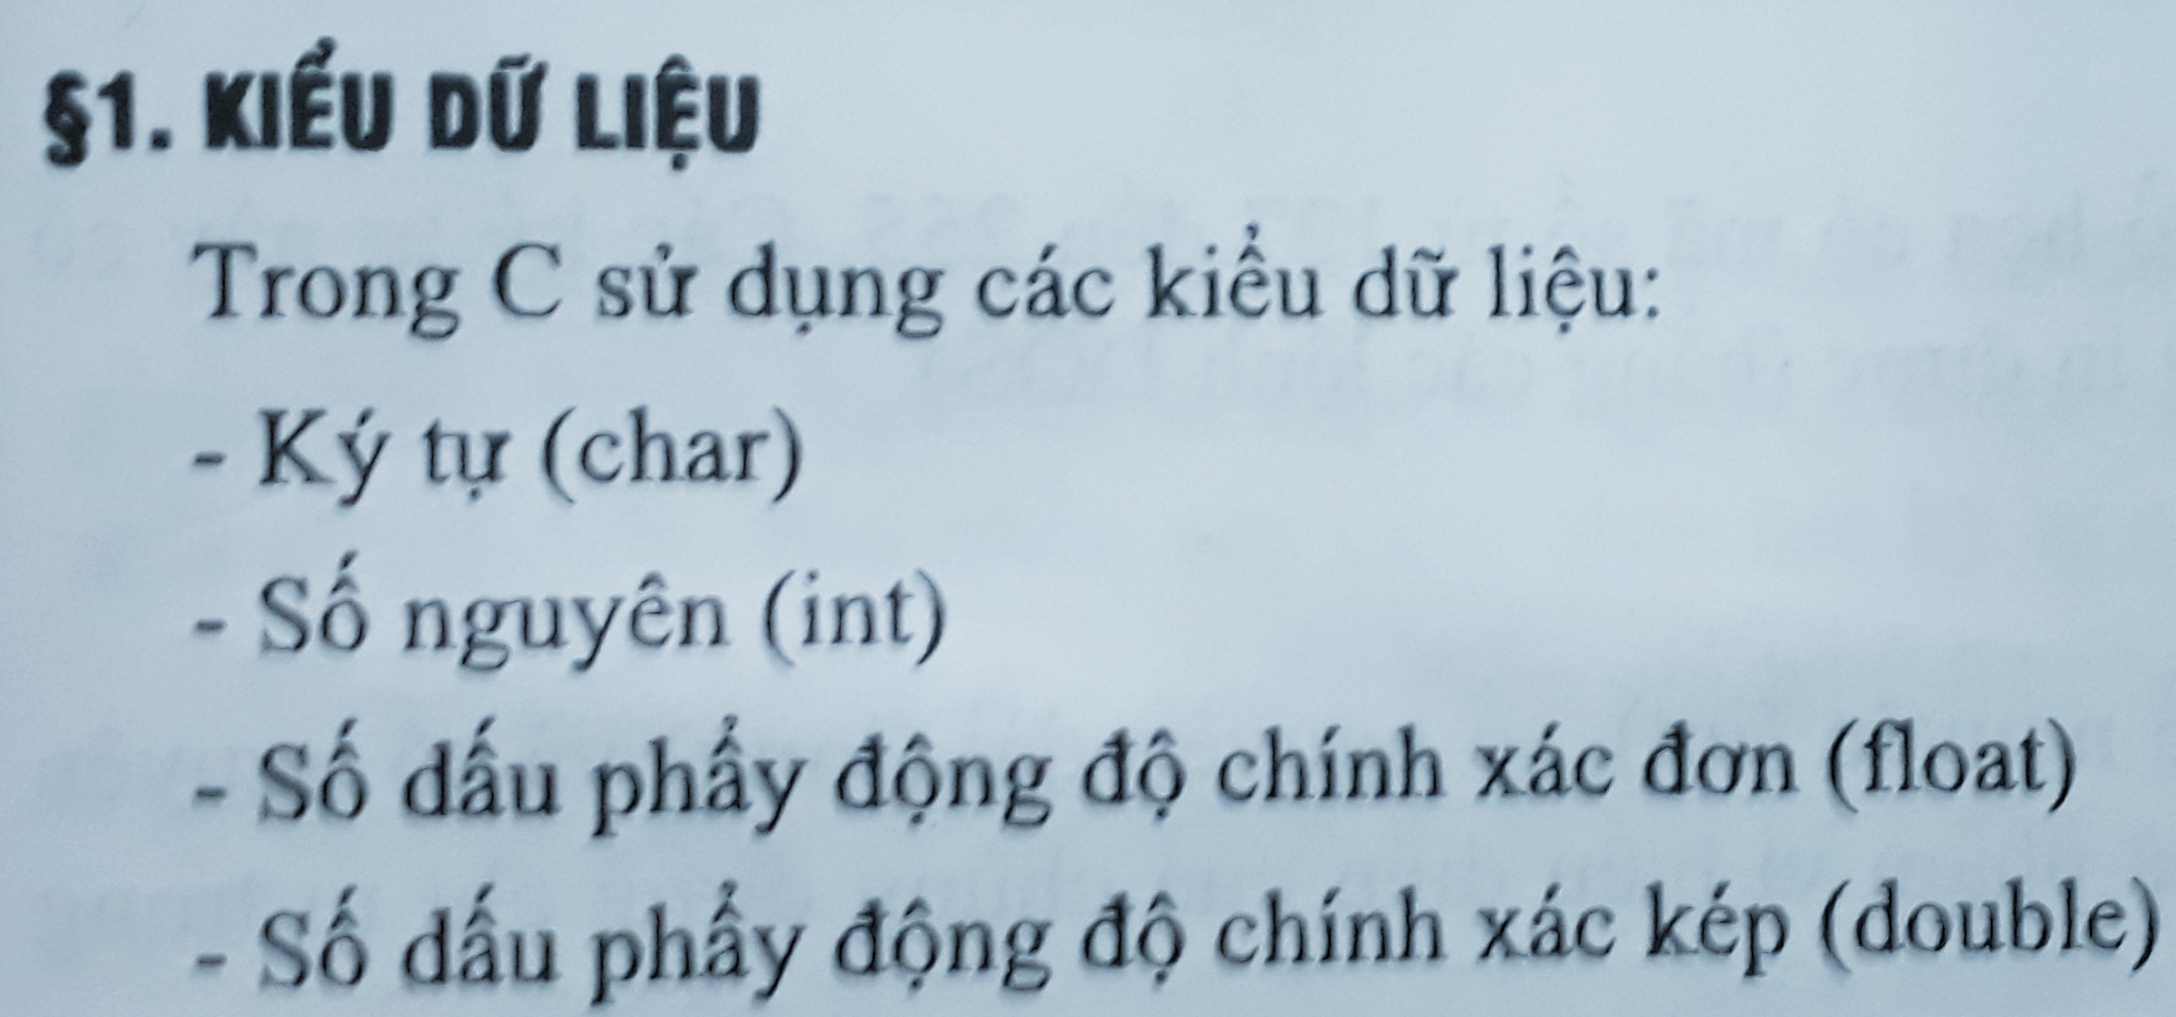 §1. KIỂU DỮ LIỆU
Trong C sử dụng các kiểu dữ liệu:
- Ký tự (char)
- Số nguyên (int)
- Số dấu phẩy động độ chính xác đơn (float)
- Số dấu phẩy động độ chính xác kép (double)